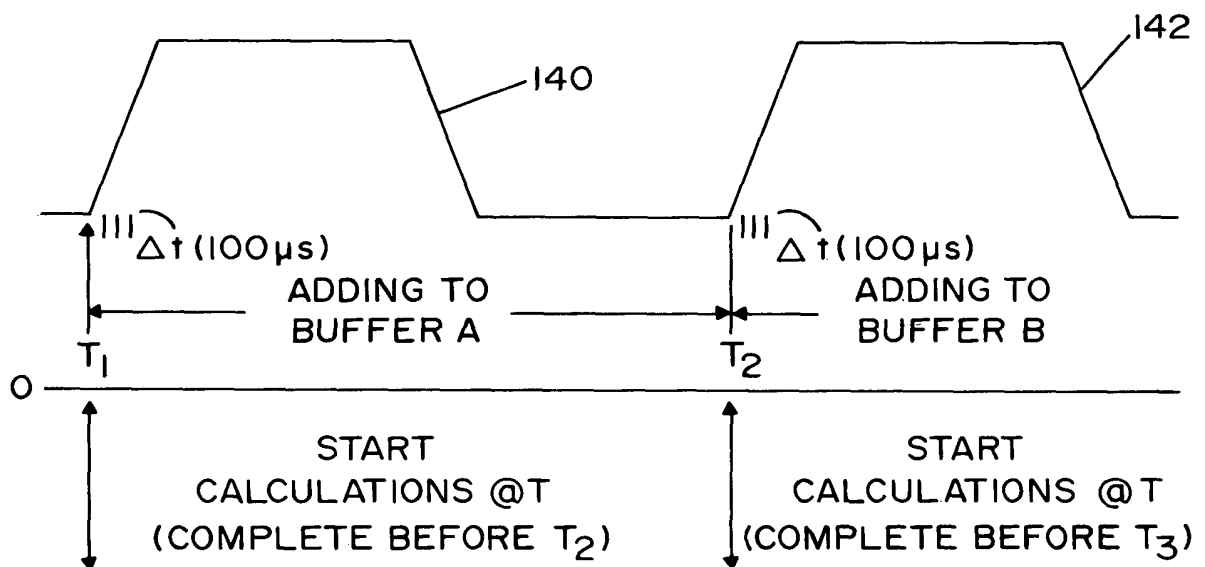 142
140
Δt (100µs)
Δt (100µs)
ADDING TO
BUFFER A
ADDING TO
BUFFER B
T1
T2
0
START
CALCULATIONS @T
(COMPLETE BEFORE T2)
START
CALCULATIONS @T
(COMPLETE BEFORE T3)